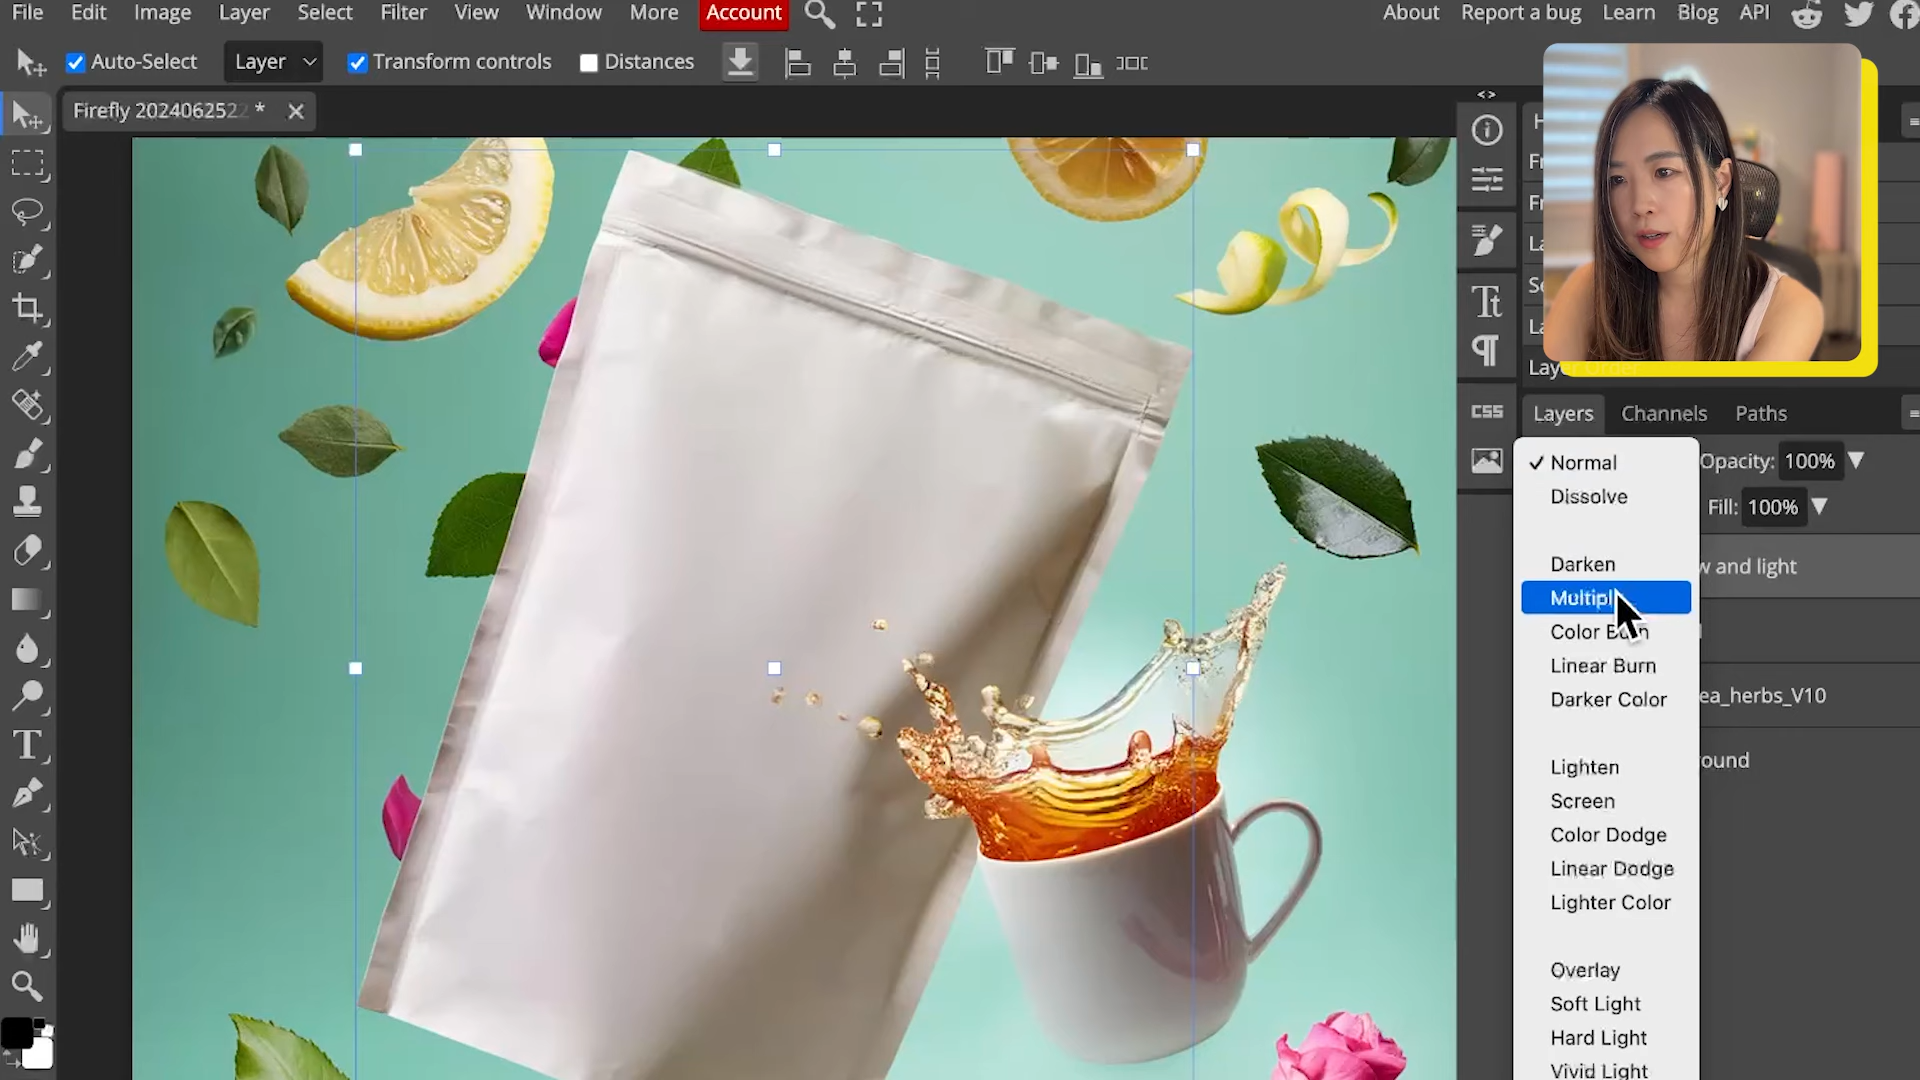 File Edit Image Layer Select Filter View Window More Account About Report a bug Learn Blog API
Auto-Select Layer Transform controls Distances
Firefly 202406252 *
Layers Channels Paths
CSS
Normal
Opacity: 100%
Dissolve
Fill: 100%
Darken
w and light
Multipl
Color B
Linear Burn
Darker Color
ea_herbs_V10
Lighten
ound
Screen
Color Dodge
Linear Dodge
Lighter Color
Overlay
Soft Light
Hard Light
Vivid Light